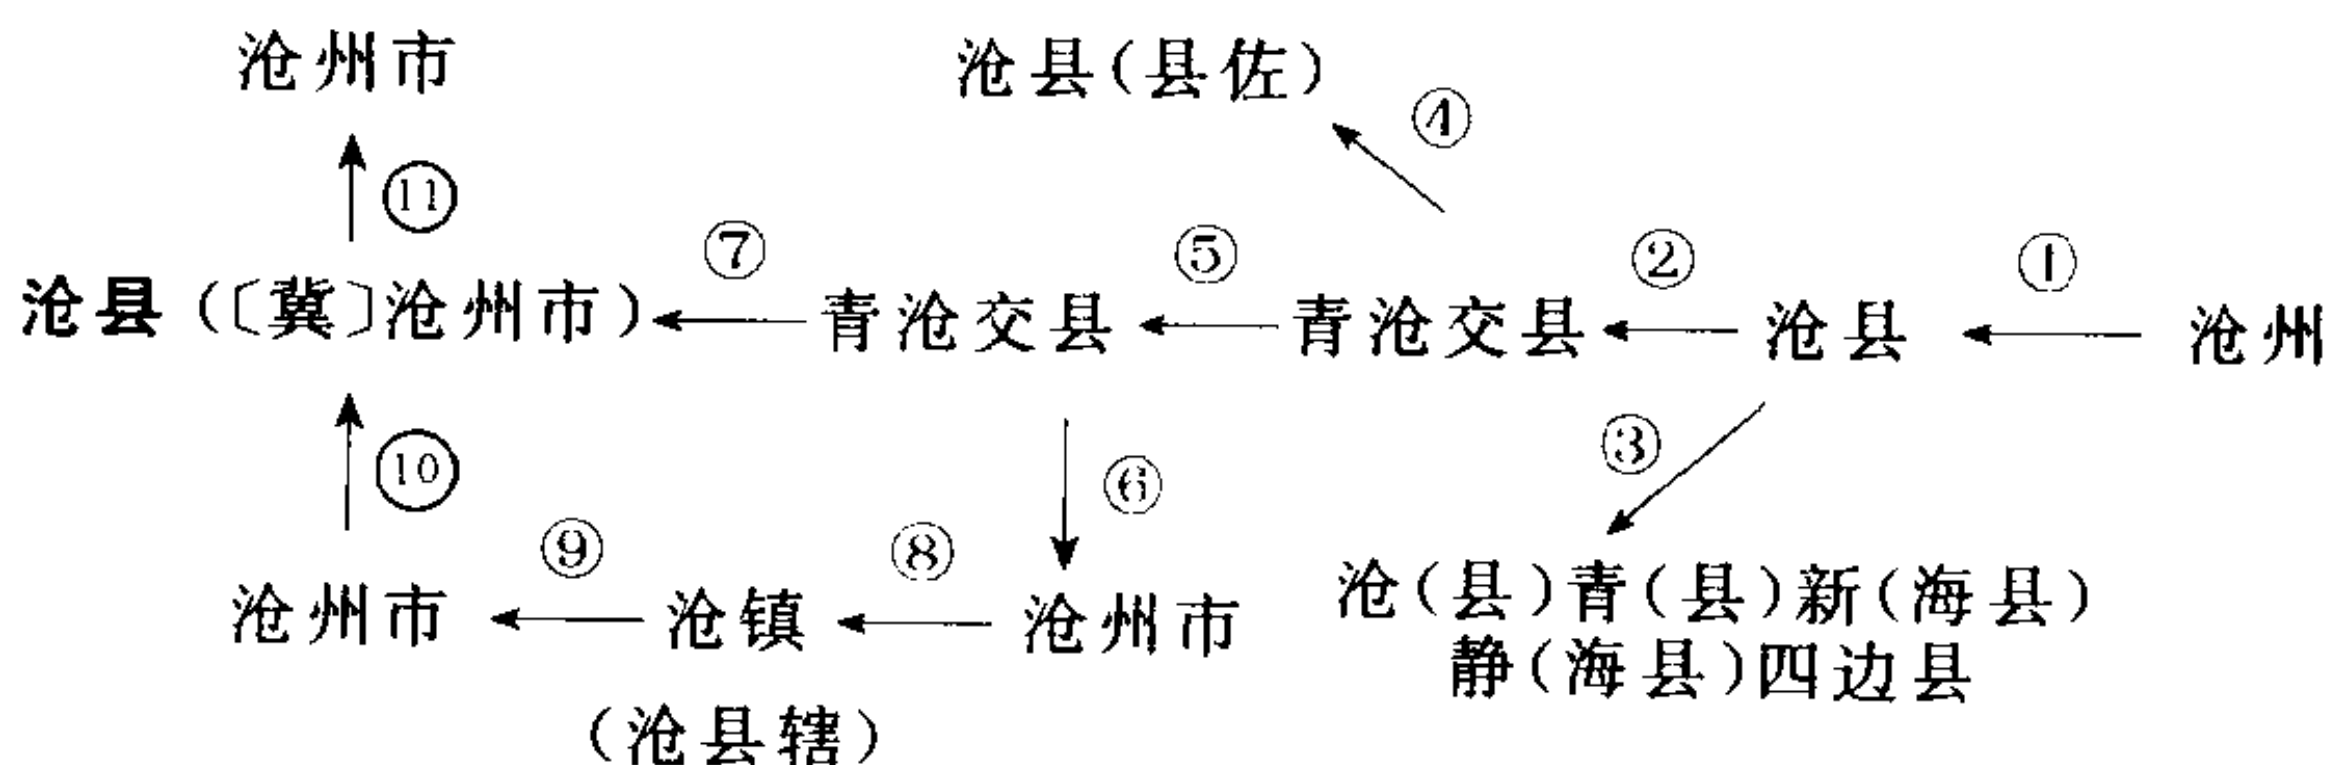 沧州市
沧县(县佐)
④
⑪
⑦
⑤
②
①
沧县(〔冀〕沧州市)
青沧交县
青沧交县
沧县
沧州
③
⑩
⑥
⑨
⑧
沧州市
沧镇
沧州市
沧(县)青(县)新(海县)
静(海县)四边县
(沧县辖)